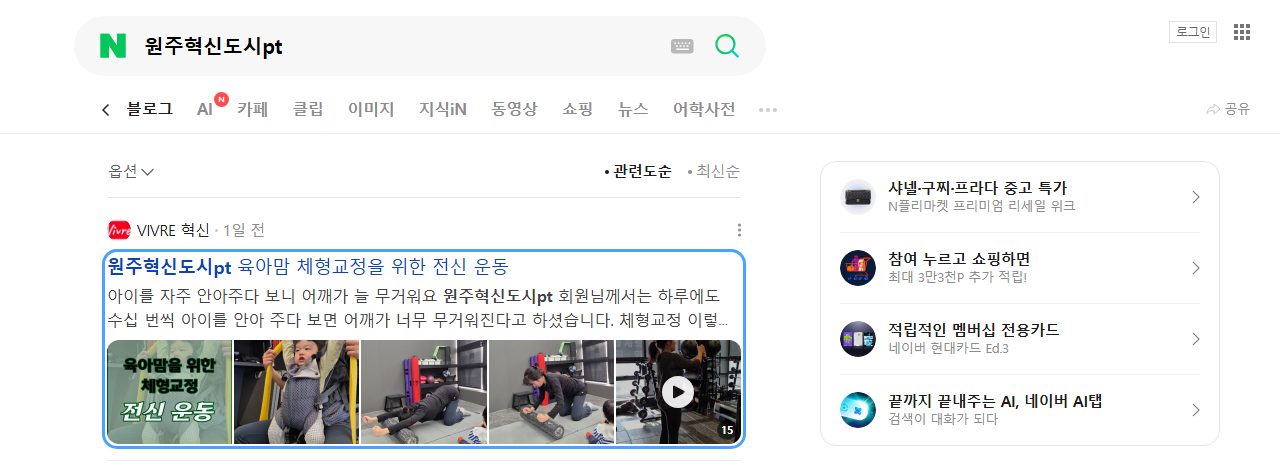 N 원주혁신도시pt
로그인
블로그 AI N 카페 클립 이미지 지식iN 동영상 쇼핑 뉴스 어학사전
공유
옵션
• 관련도순 • 최신순
Vivre VIVRE 혁신 · 1일 전
원주혁신도시pt 육아맘 체형교정을 위한 전신 운동
아이를 자주 안아주다 보니 어깨가 늘 무거워요 원주혁신도시pt 회원님께서는 하루에도
수십 번씩 아이를 안아 주다 보면 어깨가 너무 무거워진다고 하셨습니다. 체형교정 이렇...
육아맘을 위한
체형교정
전신 운동
15
샤넬·구찌·프라다 중고 특가
N플리마켓 프리미엄 리세일 위크
참여 누르고 쇼핑하면
최대 3만3천P 추가 적립!
적립적인 멤버십 전용카드
네이버 현대카드 Ed.3
끝까지 끝내주는 AI, 네이버 AI탭
검색이 대화가 되다